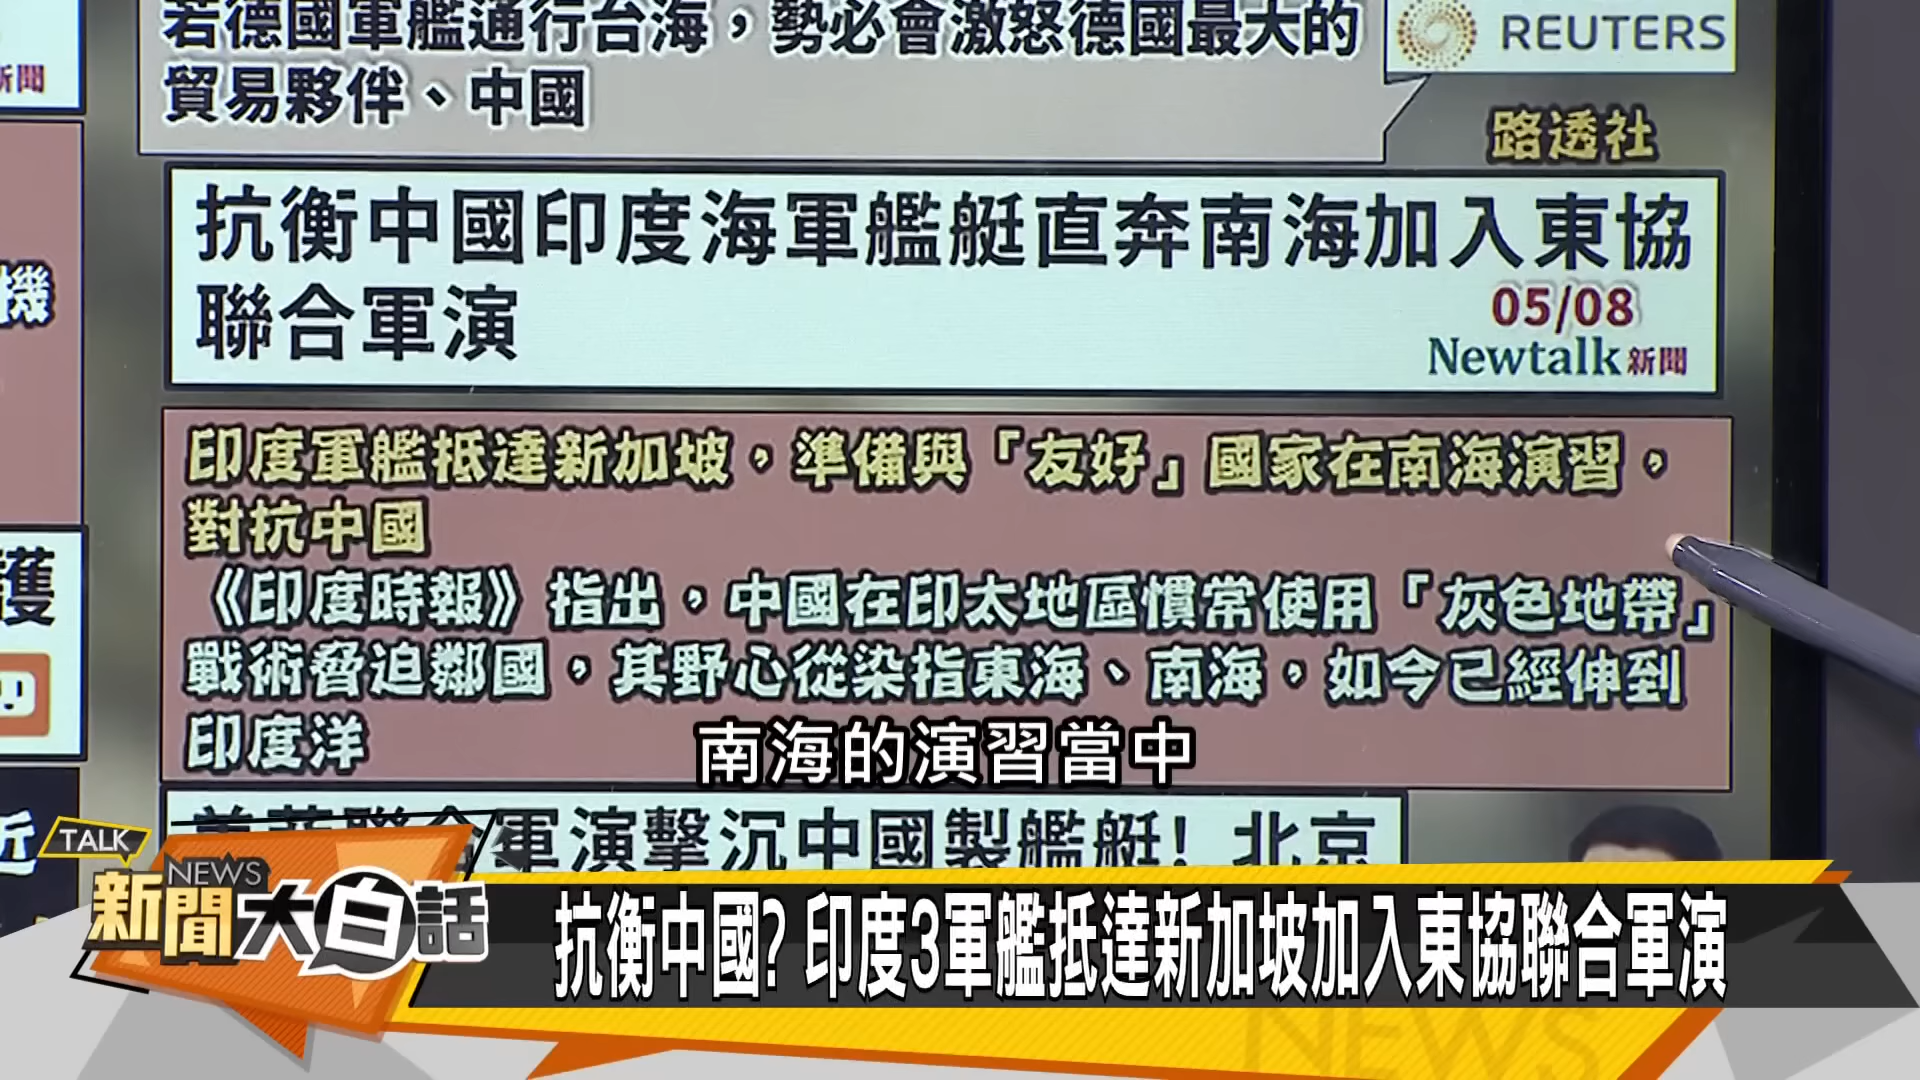 若德國軍艦通行台海，勢必會激怒德國最大的
貿易夥伴、中國
REUTERS
路透社
新聞
抗衡中國印度海軍艦艇直奔南海加入東協
聯合軍演
05/08
Newtalk新聞
機
印度軍艦抵達新加坡，準備與「友好」國家在南海演習，
對抗中國
《印度時報》指出，中國在印太地區慣常使用「灰色地帶」
戰術脅迫鄰國，其野心從染指東海、南海，如今已經伸到
印度洋
護
南海的演習當中
軍演擊沉中國製艦艇！北京
近
TALK
NEWS
新聞大白話
抗衡中國？印度3軍艦抵達新加坡加入東協聯合軍演
NEWS